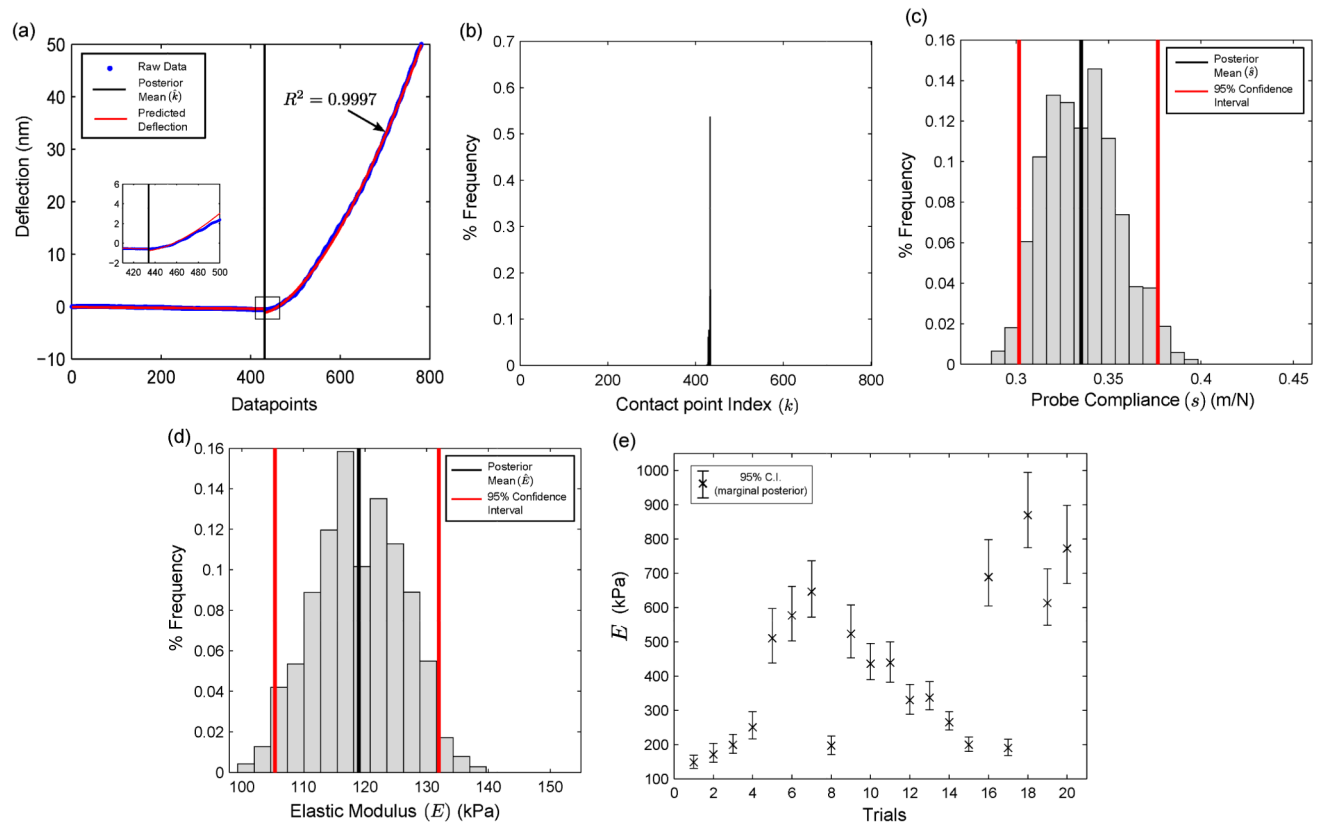 (a)
50
40
30
20
10
0
−10
Deflection (nm)
Raw Data
Posterior
Mean (k̂)
Predicted
Deflection
R² = 0.9997
6
4
2
0
−2
420 440 460 480 500
0 200 400 600 800
Datapoints
(b)
0.7
0.6
0.5
0.4
0.3
0.2
0.1
0
% Frequency
0 200 400 600 800
Contact point Index (k)
(c)
0.16
0.14
0.12
0.1
0.08
0.06
0.04
0.02
0
% Frequency
Posterior
Mean (ŝ)
95% Confidence
Interval
0.3 0.35 0.4 0.45
Probe Compliance (s) (m/N)
(d)
0.16
0.14
0.12
0.1
0.08
0.06
0.04
0.02
0
% Frequency
Posterior
Mean (Ê)
95% Confidence
Interval
100 110 120 130 140 150
Elastic Modulus (E) (kPa)
(e)
1000
900
800
700
600
500
400
300
200
100
E (kPa)
95% C.I.
(marginal posterior)
0 2 4 6 8 10 12 14 16 18 20
Trials